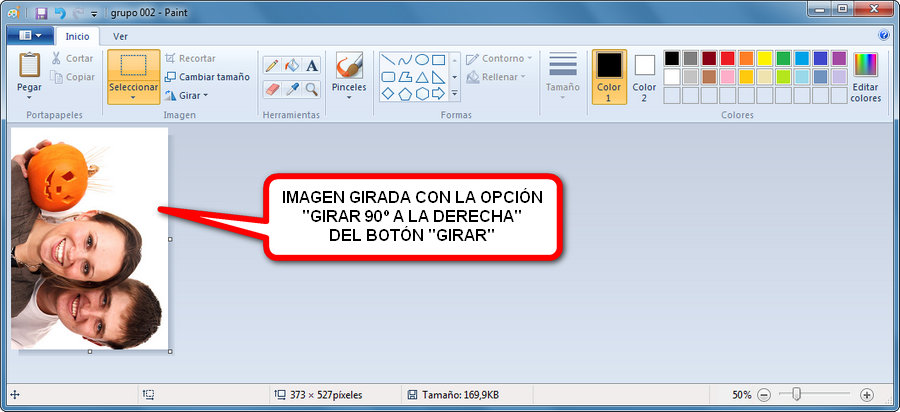 grupo 002 - Paint
Inicio
Ver
Pegar
Cortar
Copiar
Portapapeles
Seleccionar
Recortar
Cambiar tamaño
Girar
Imagen
A
Herramientas
Pinceles
Contorno
Rellenar
Formas
Tamaño
Color
1
Color
2
Editar
colores
Colores
IMAGEN GIRADA CON LA OPCIÓN
"GIRAR 90º A LA DERECHA"
DEL BOTÓN "GIRAR"
373 × 527píxeles
Tamaño: 169,9KB
50%